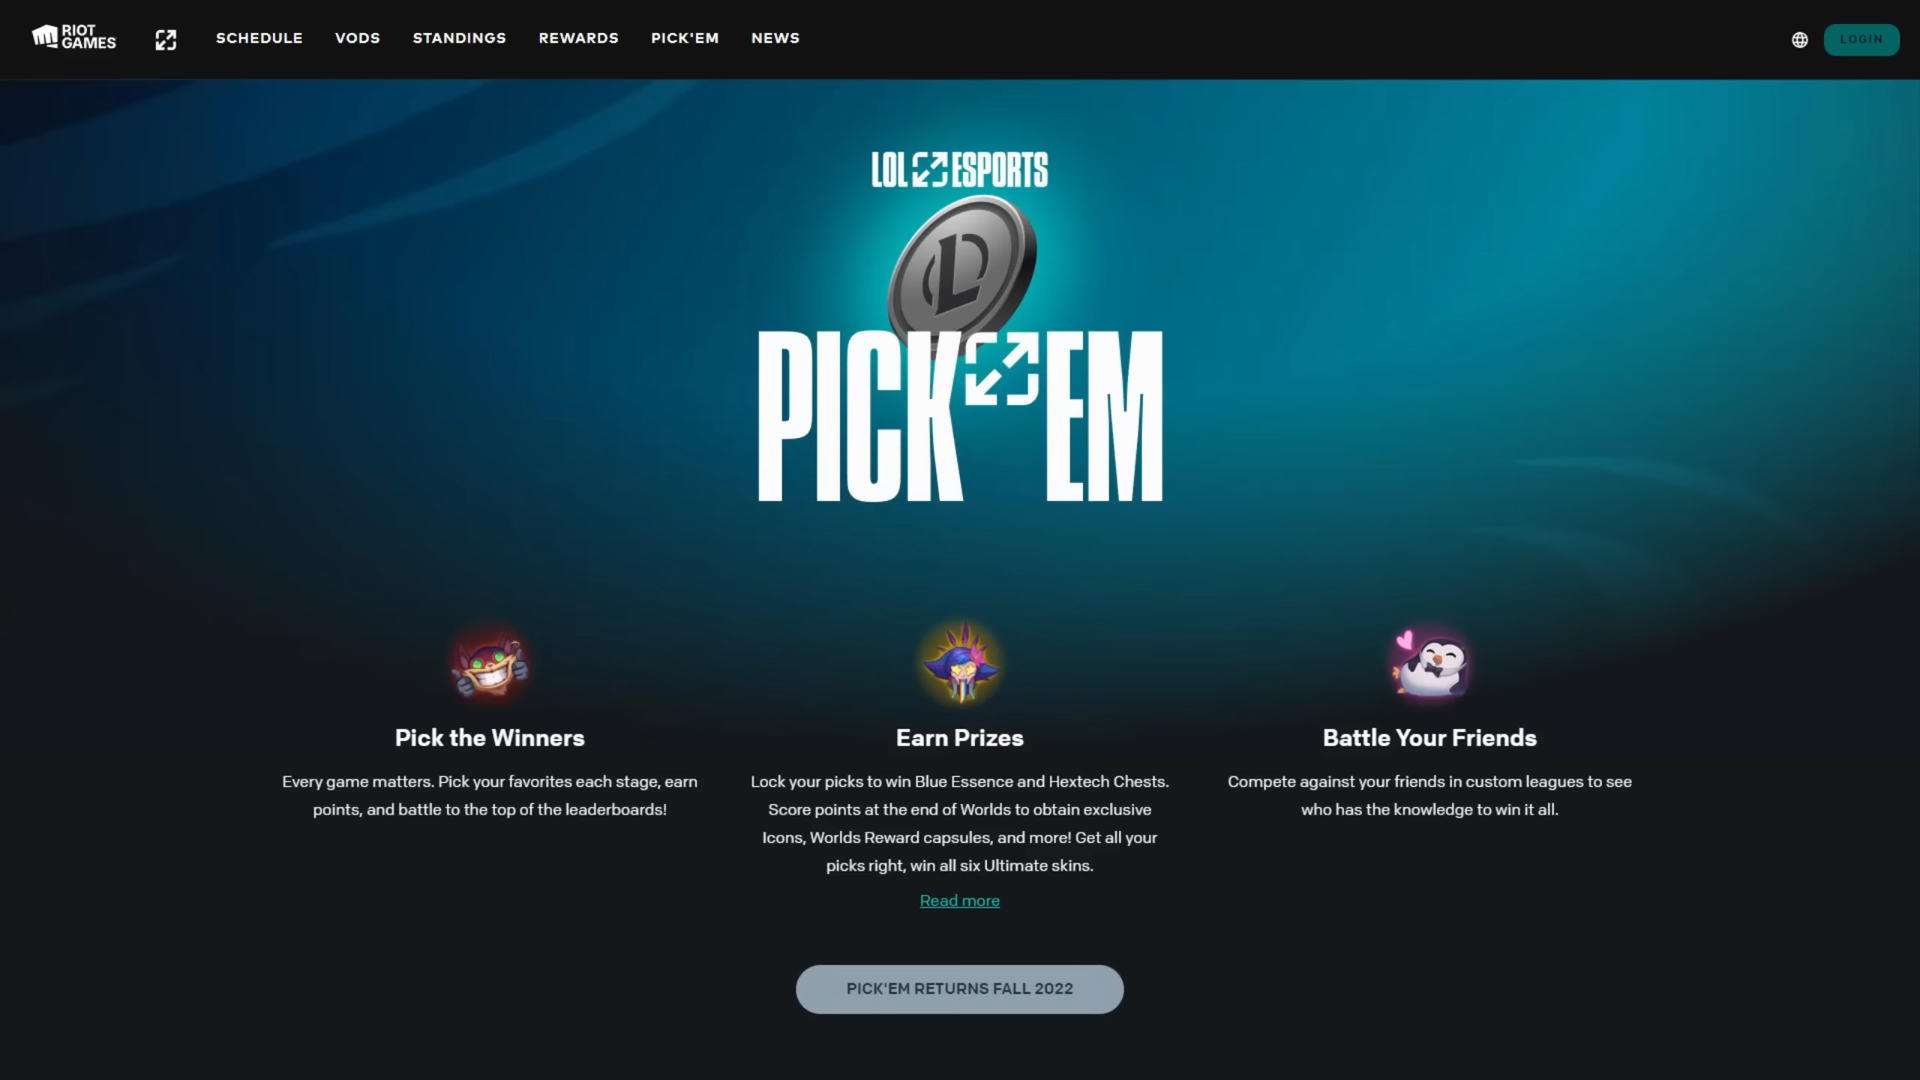 RIOT GAMES
SCHEDULE VODS STANDINGS REWARDS PICK'EM NEWS
LOGIN
LOL ESPORTS
PICK EM
Pick the Winners
Every game matters. Pick your favorites each stage, earn
points, and battle to the top of the leaderboards!
Earn Prizes
Lock your picks to win Blue Essence and Hextech Chests.
Score points at the end of Worlds to obtain exclusive
Icons, Worlds Reward capsules, and more! Get all your
picks right, win all six Ultimate skins.
Read more
Battle Your Friends
Compete against your friends in custom leagues to see
who has the knowledge to win it all.
PICK'EM RETURNS FALL 2022